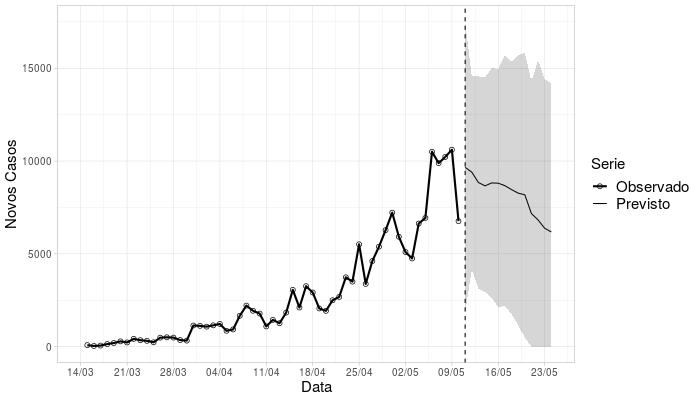 Novos Casos
15000
10000
5000
0
14/03 21/03 28/03 04/04 11/04 18/04 25/04 02/05 09/05 16/05 23/05
Data
Serie
Observado
Previsto